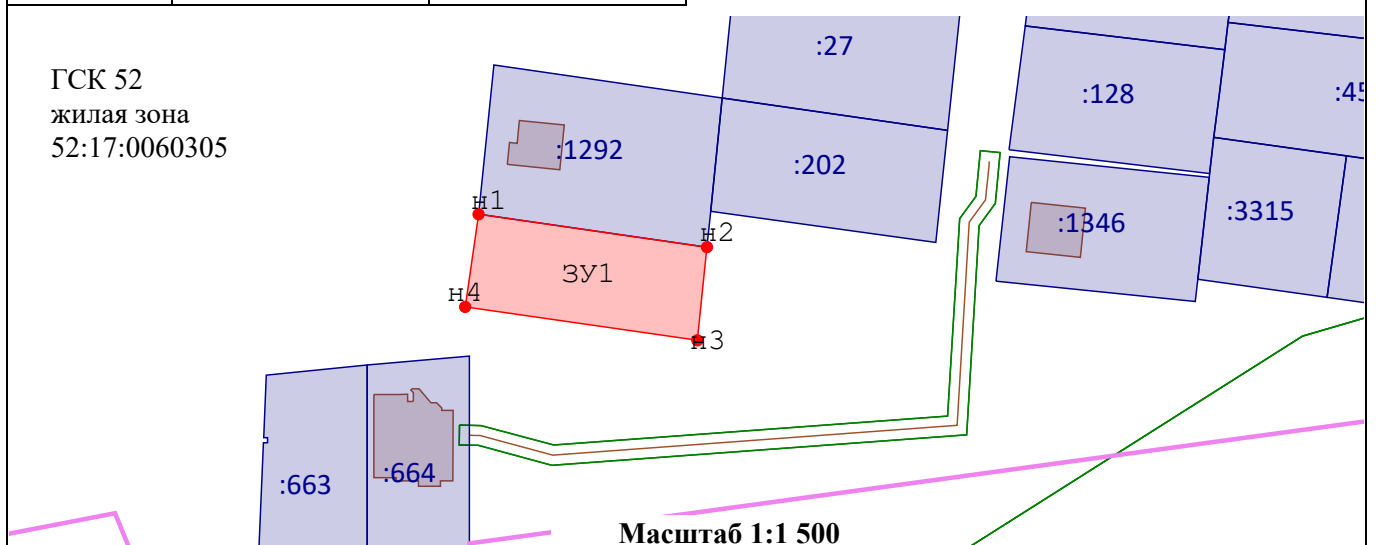 :27
ГСК 52
жилая зона
52:17:0060305
:128
:45
:1292
:202
н1
:1346
:3315
н2
ЗУ1
н4
н3
:664
:663
Масштаб 1:1 500